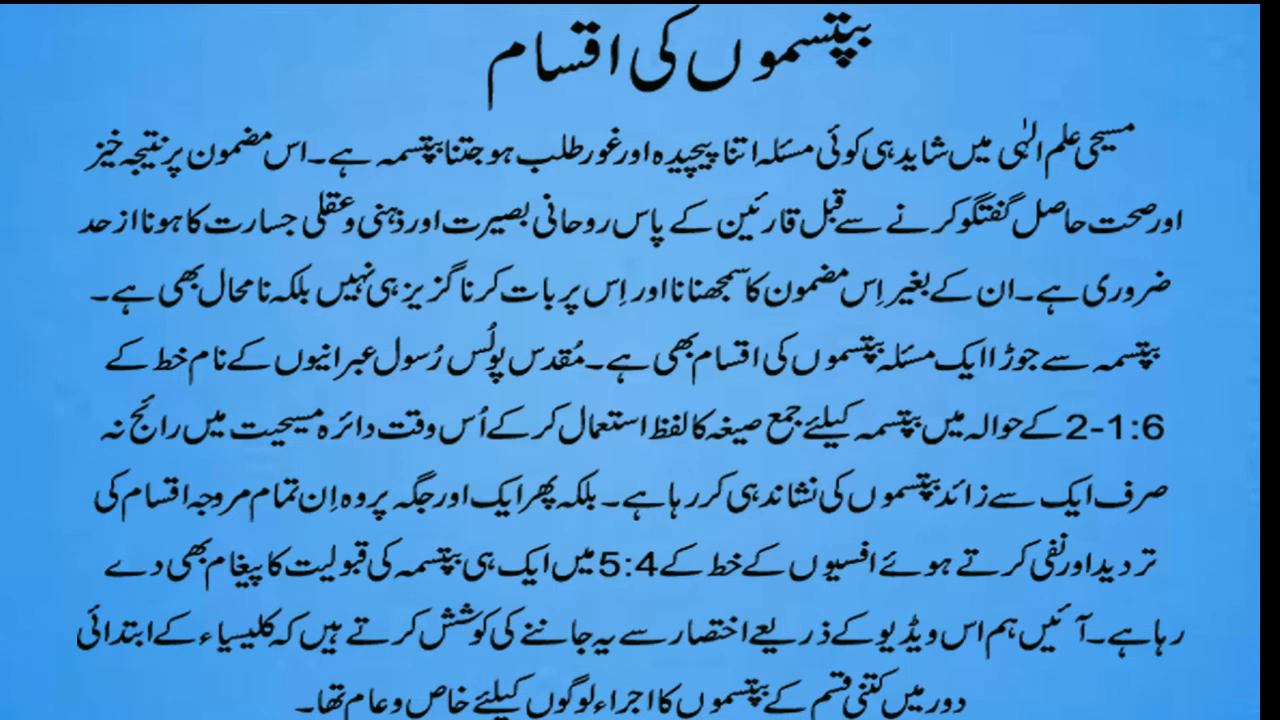 بپتسموں کی اقسام
مسیحی علم الہٰی میں شاید ہی کوئی مسئلہ اتنا پیچیدہ اور غور طلب ہو جتنا بپتسمہ ہے۔ اس مضمون پر نتیجہ خیز
اور صحت حاصل گفتگو کرنے سے قبل قارئین کے پاس روحانی بصیرت اور ذہنی و عقلی جسارت کا ہونا از حد
ضروری ہے۔ ان کے بغیر اِس مضمون کا سمجھنانا اور اِس پر بات کرنا گزیز ہی نہیں بلکہ نا محال بھی ہے۔
بپتسمہ سے جوڑا ایک مسئلہ بپتسموں کی اقسام بھی ہے۔ مُقدس پولُس رُسول عبرانیوں کے نام خط کے
2-1:6 کے حوالہ میں بپتسمہ کیلئے جمع صیغہ کا لفظ استعمال کر کے اُس وقت دائرہ مسیحیت میں رائج نہ
صرف ایک سے زائد بپتسموں کی نشاندہی کر رہا ہے۔ بلکہ پھر ایک اور جگہ پر وہ اِن تمام مروجہ اقسام کی
تردید اور نفی کرتے ہوئے افسیوں کے خط کے 5:4 میں ایک ہی بپتسمہ کی قبولیت کا پیغام بھی دے
رہا ہے۔ آئیں ہم اس ویڈیو کے ذریعے اختصار سے یہ جاننے کی کوشش کرتے ہیں کہ کلیسیاء کے ابتدائی
دور میں کتنی قسم کے بپتسموں کا اجراء لوگوں کیلئے خاص و عام تھا۔